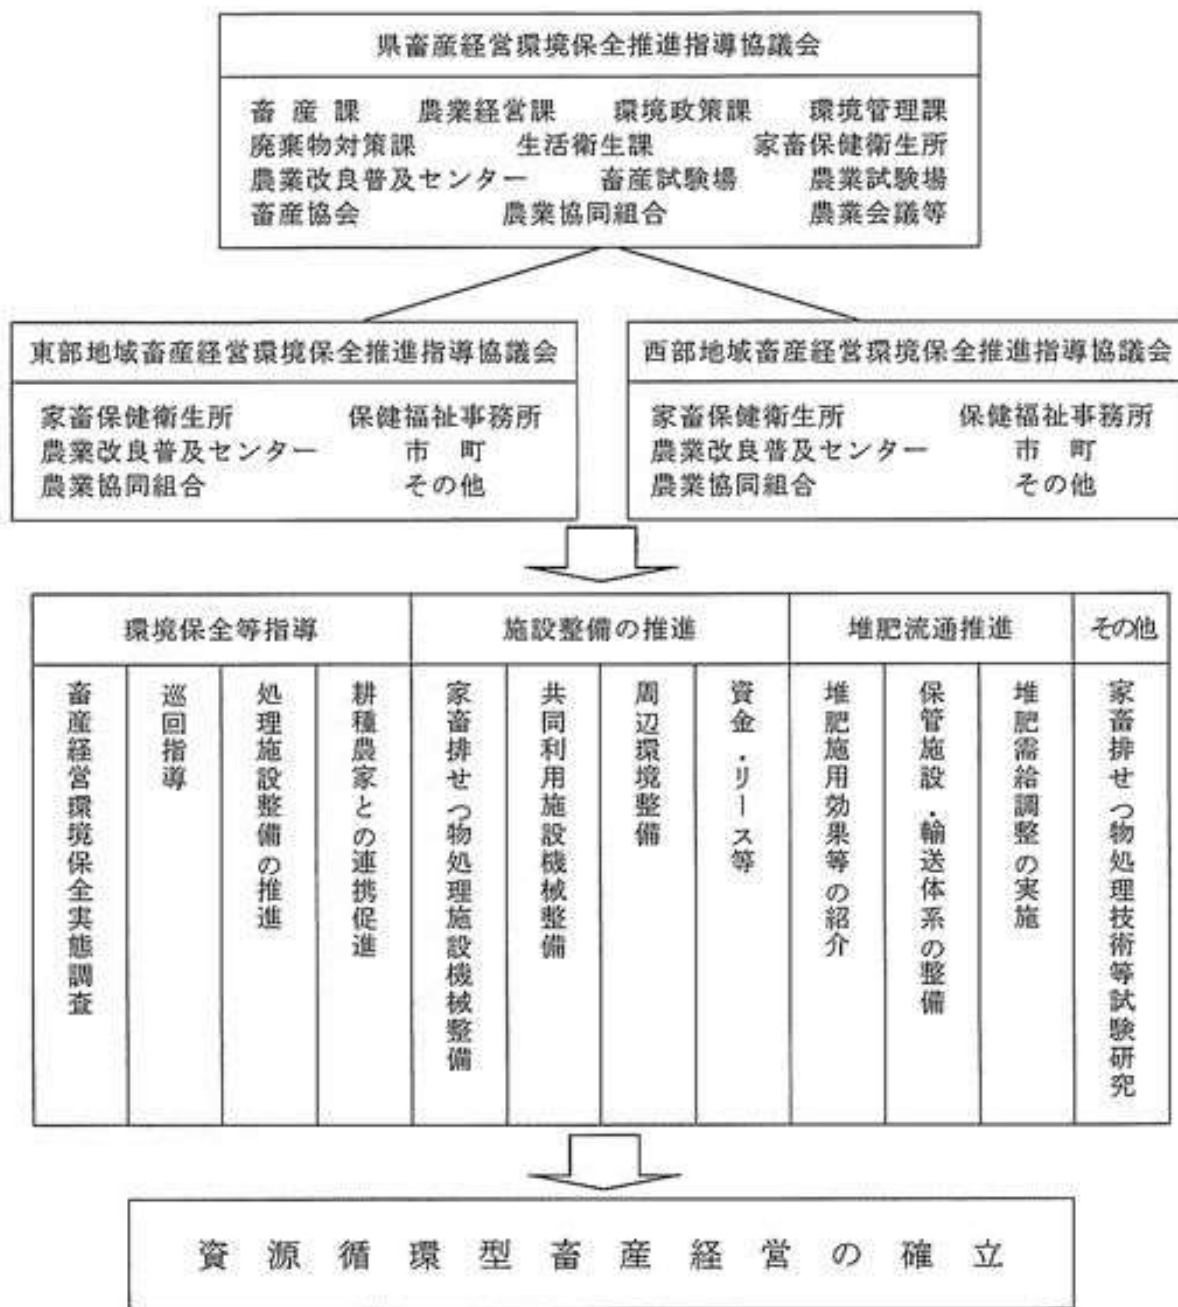 県畜産経営環境保全推進指導協議会
畜産課 農業経営課 環境政策課 環境管理課
廃棄物対策課 生活衛生課 家畜保健衛生所
農業改良普及センター 畜産試験場 農業試験場
畜産協会 農業協同組合 農業会議等
東部地域畜産経営環境保全推進指導協議会
家畜保健衛生所 保健福祉事務所
農業改良普及センター 市町
農業協同組合 その他
西部地域畜産経営環境保全推進指導協議会
家畜保健衛生所 保健福祉事務所
農業改良普及センター 市町
農業協同組合 その他
環境保全等指導
畜産経営環境保全実態調査
巡回指導
処理施設整備の推進
耕種農家との連携促進
施設整備の推進
家畜排せつ物処理施設機械整備
共同利用施設機械整備
周辺環境整備
資金・リース等
堆肥流通推進
堆肥施用効果等の紹介
保管施設・輸送体系の整備
堆肥需給調整の実施
その他
家畜排せつ物処理技術等試験研究
資源循環型畜産経営の確立